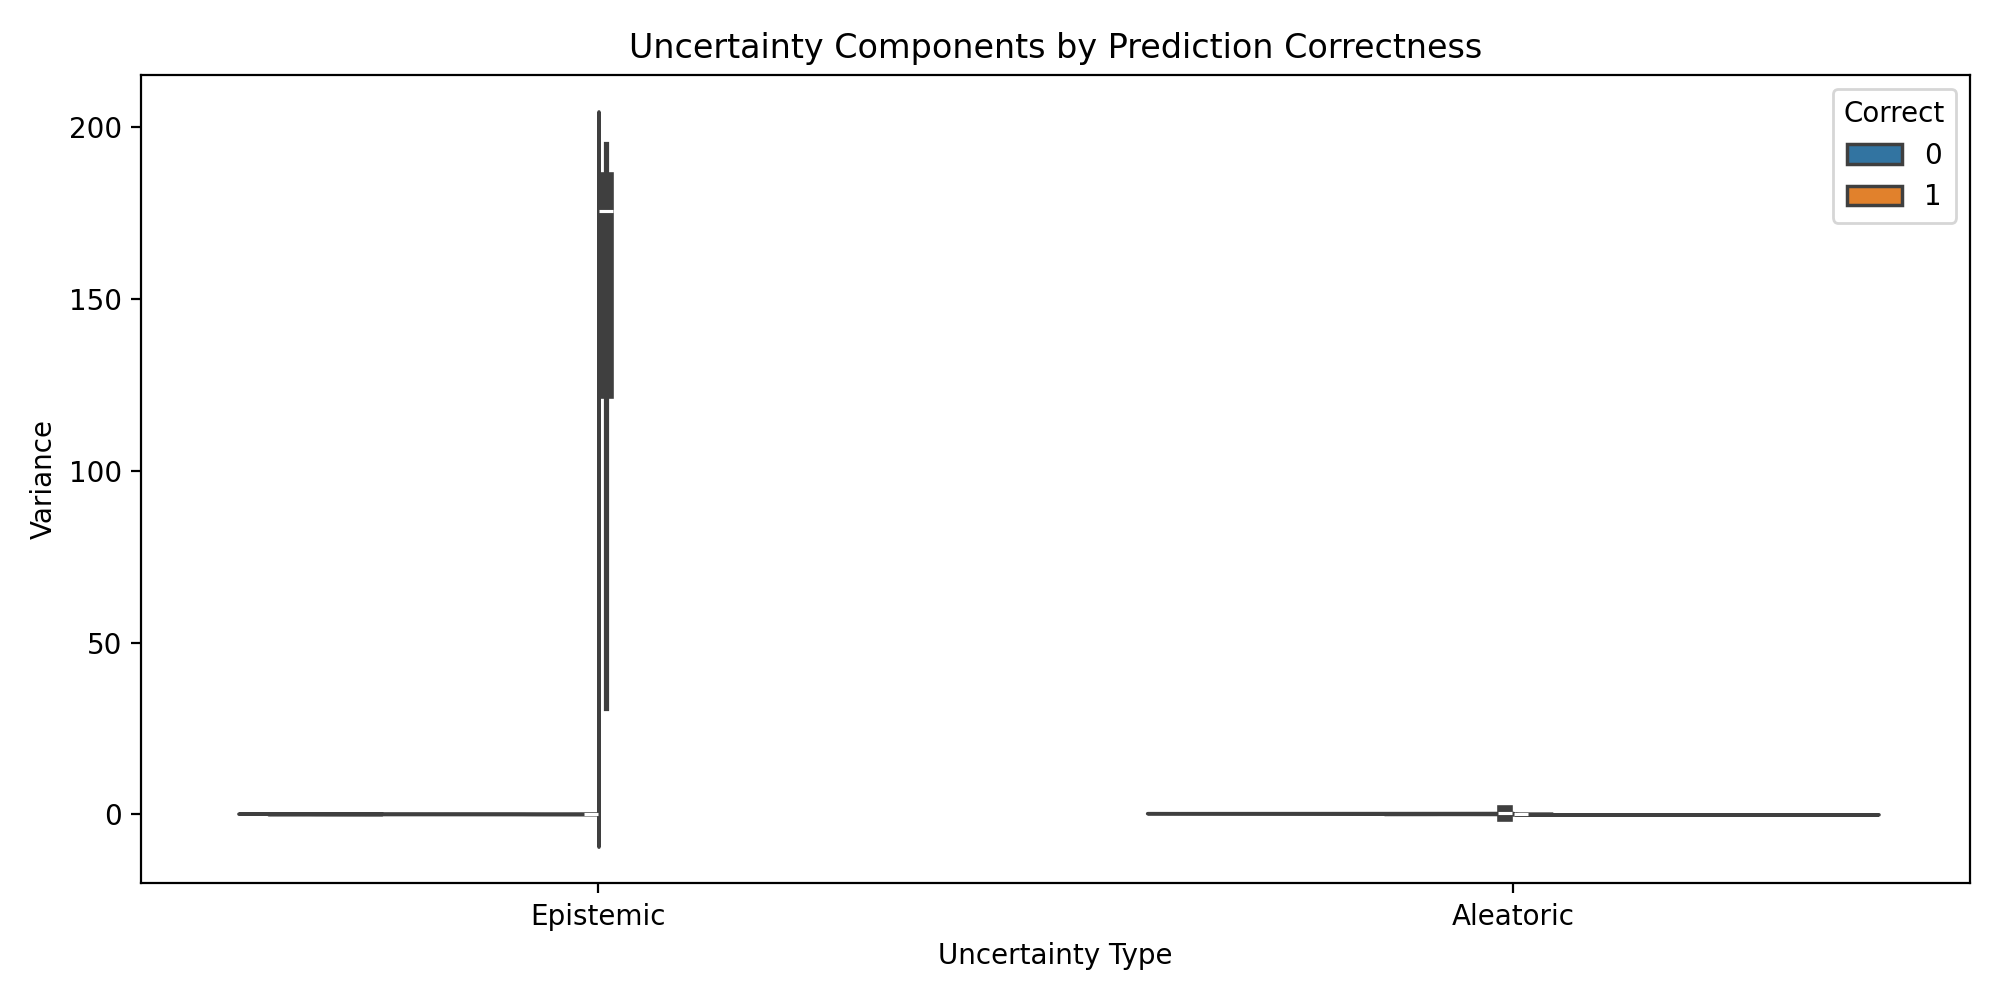 Uncertainty Components by Prediction Correctness
Correct
0
1
200
150
100
50
0
Variance
Epistemic
Aleatoric
Uncertainty Type